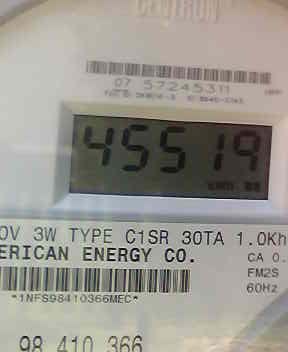 CENTRON
07 57245311
45519
0V 3W TYPE C1SR 30TA 1.0Kh
ERICAN ENERGY CO.
CA 0.
FM2S
60Hz
*1NFS98410366MEC*
98 410 366